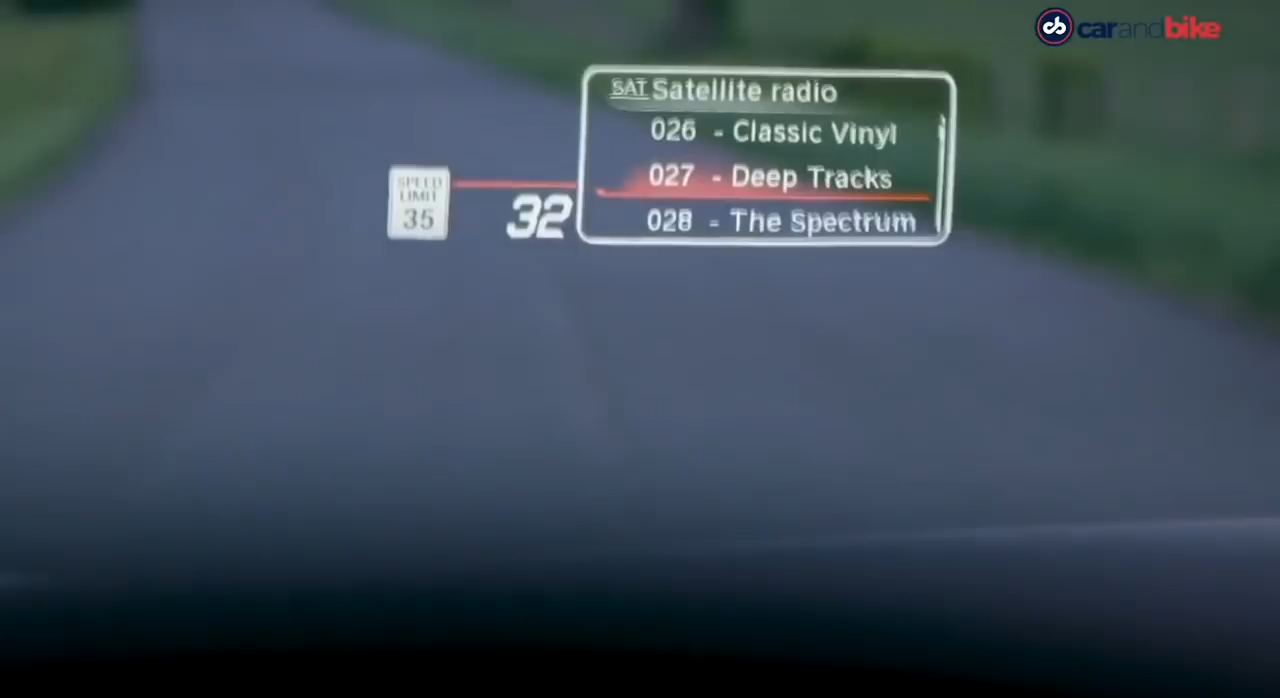 carandbike
SAT Satellite radio
026 - Classic Vinyl
027 - Deep Tracks
028 - The Spectrum
SPEED
LIMIT
35
32